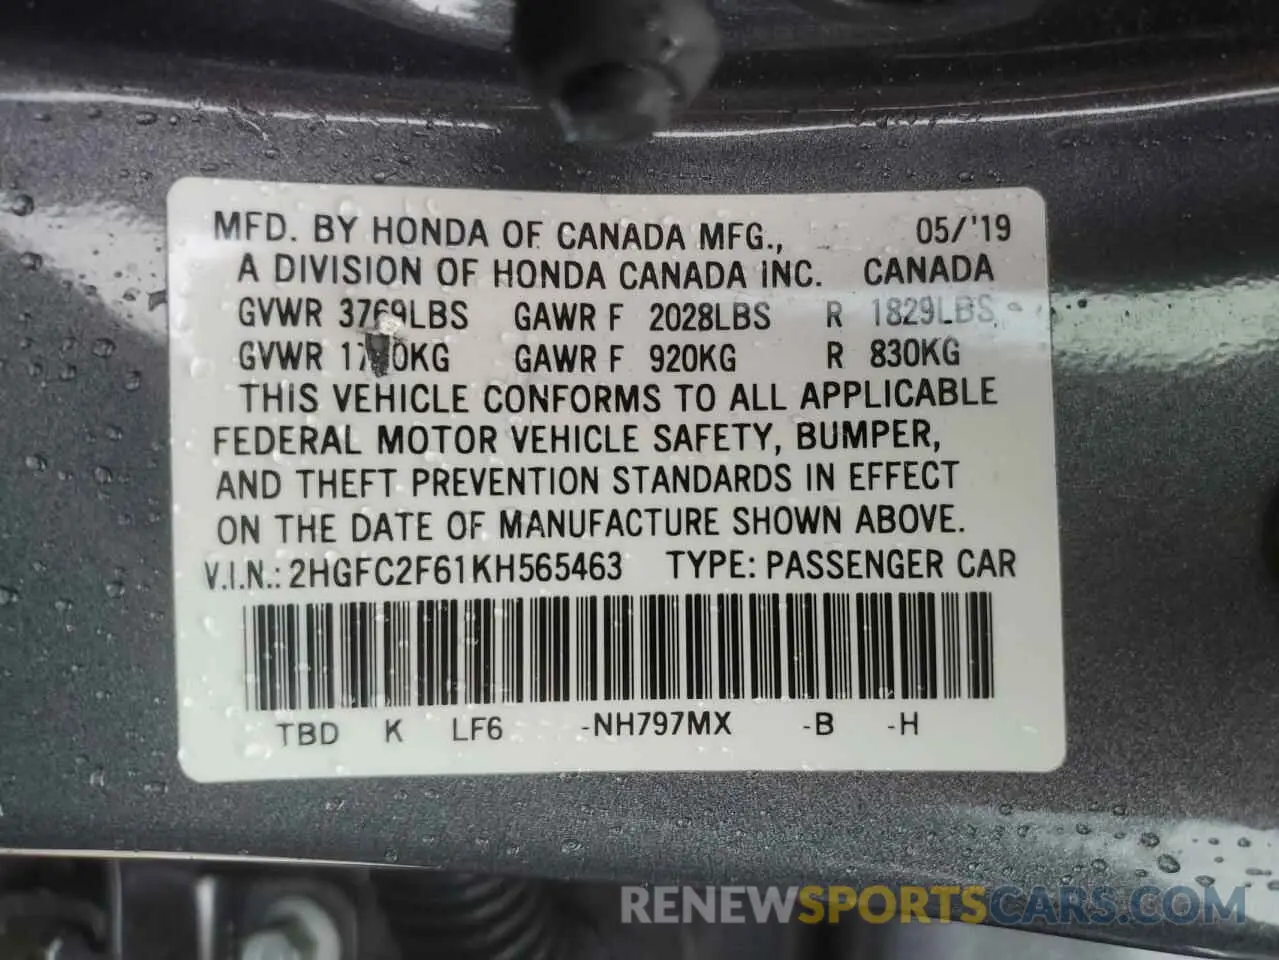 MFD. BY HONDA OF CANADA MFG., 05/'19
A DIVISION OF HONDA CANADA INC. CANADA
GVWR 3769LBS GAWR F 2028LBS R 1829LBS
GVWR GAWR F 920KG R 830KG
THIS VEHICLE CONFORMS TO ALL APPLICABLE
FEDERAL MOTOR VEHICLE SAFETY, BUMPER,
AND THEFT PREVENTION STANDARDS IN EFFECT
ON THE DATE OF MANUFACTURE SHOWN ABOVE.
V.I.N.: 2HGFC2F61KH565463 TYPE: PASSENGER CAR
TBD K LF6 -NH797MX -B -H
RENEWSPORTSCARS.COM